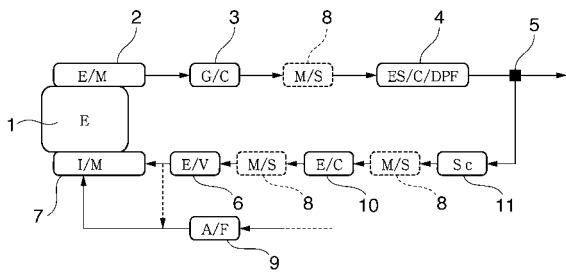 2 3 8 4 5
E/M G/C M/S ES/C/DPF
1 E
I/M E/V M/S E/C M/S Sc
7 6 8 10 8 11
A/F
9